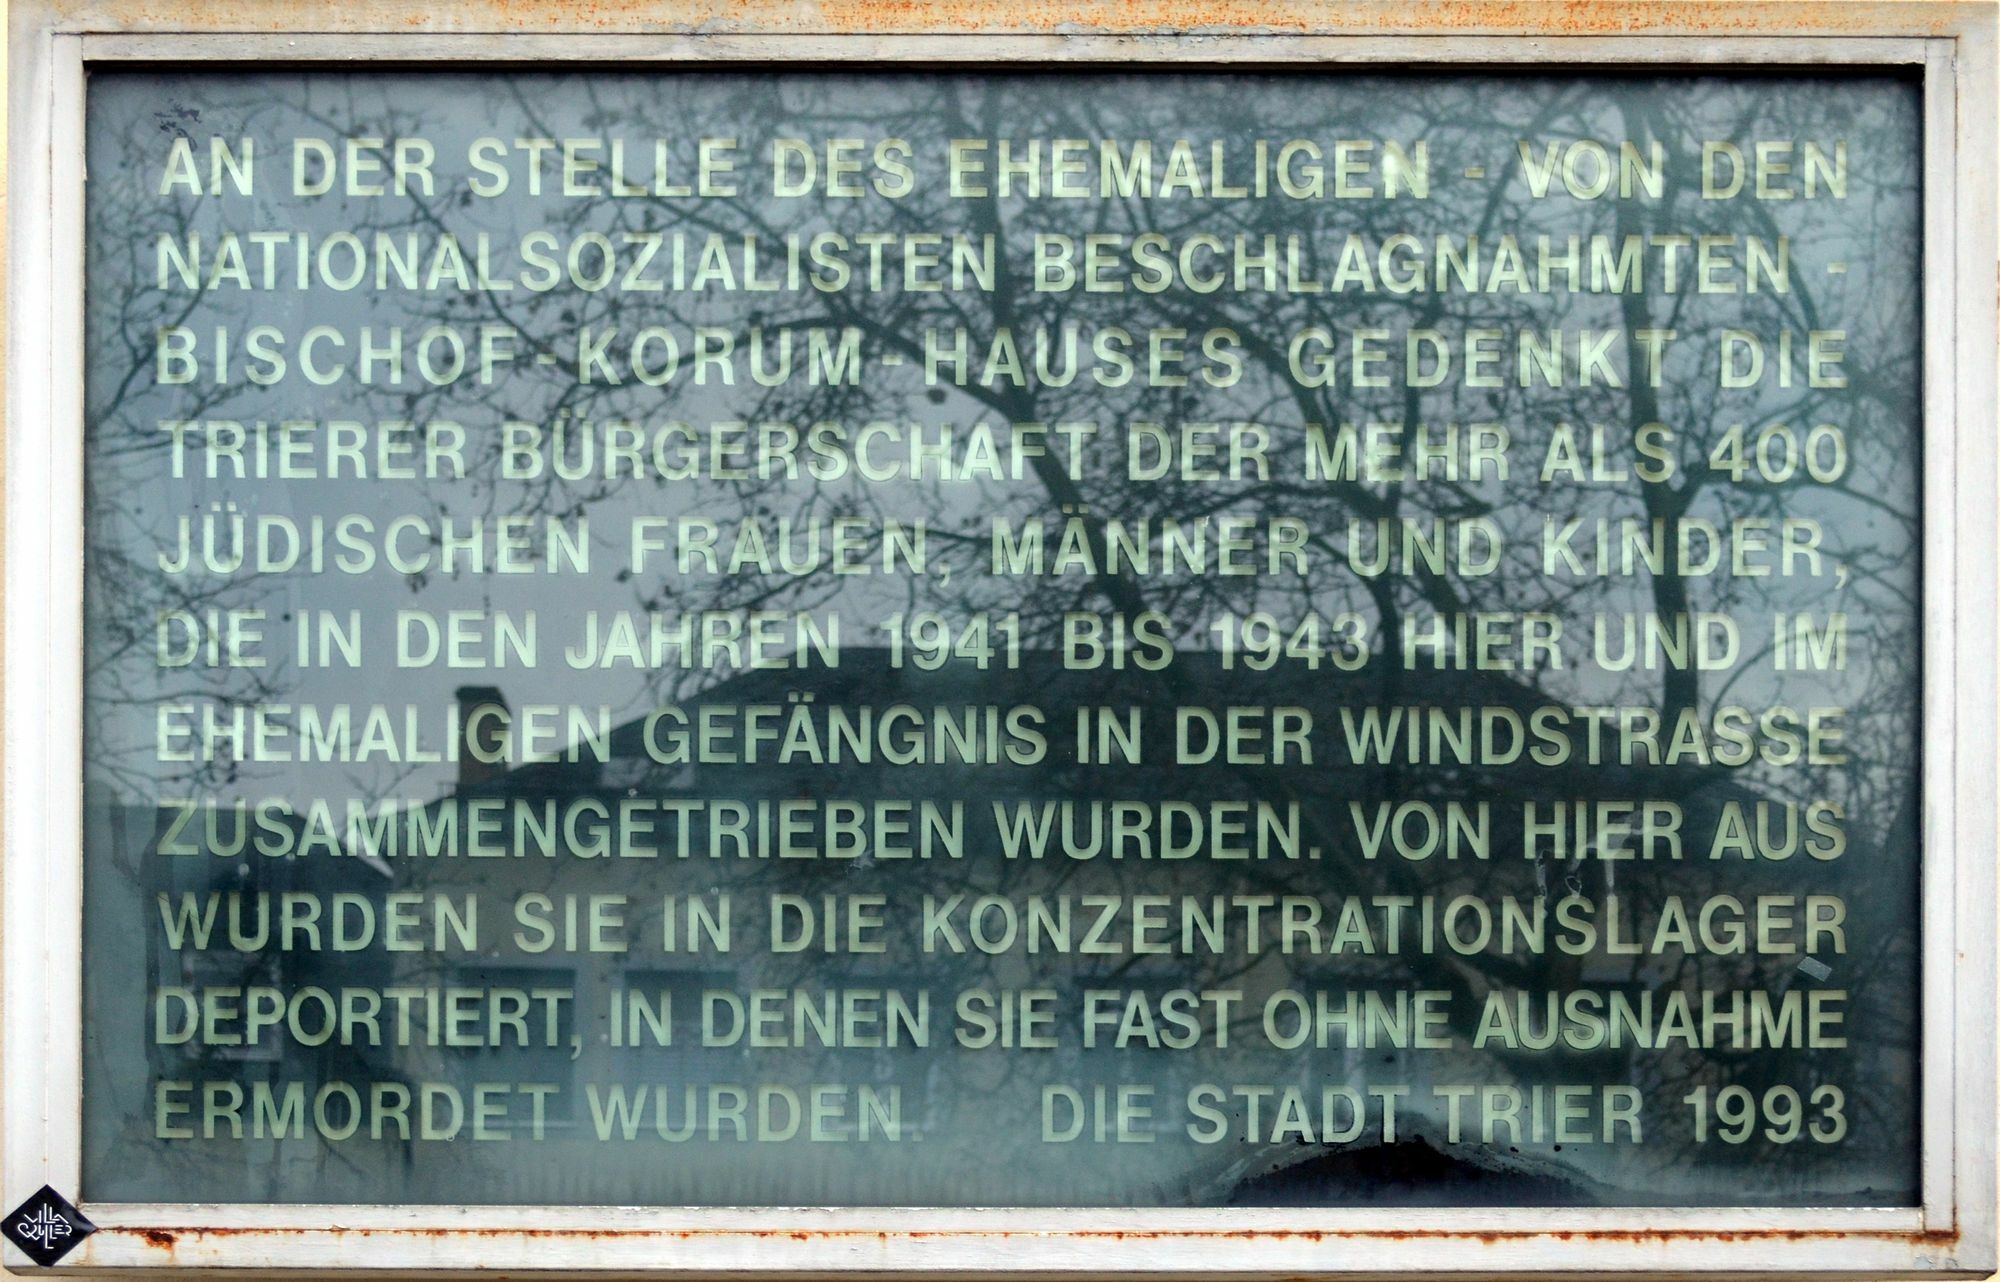 AN DER STELLE DES EHEMALIGEN - VON DEN
NATIONALSOZIALISTEN BESCHLAGNAHMTEN -
BISCHOF-KORUM-HAUSES GEDENKT DIE
TRIERER BÜRGERSCHAFT DER MEHR ALS 400
JÜDISCHEN FRAUEN, MÄNNER UND KINDER,
DIE IN DEN JAHREN 1941 BIS 1943 HIER UND IM
EHEMALIGEN GEFÄNGNIS IN DER WINDSTRASSE
ZUSAMMENGETRIEBEN WURDEN. VON HIER AUS
WURDEN SIE IN DIE KONZENTRATIONSLAGER
DEPORTIERT, IN DENEN SIE FAST OHNE AUSNAHME
ERMORDET WURDEN. DIE STADT TRIER 1993
VILLA